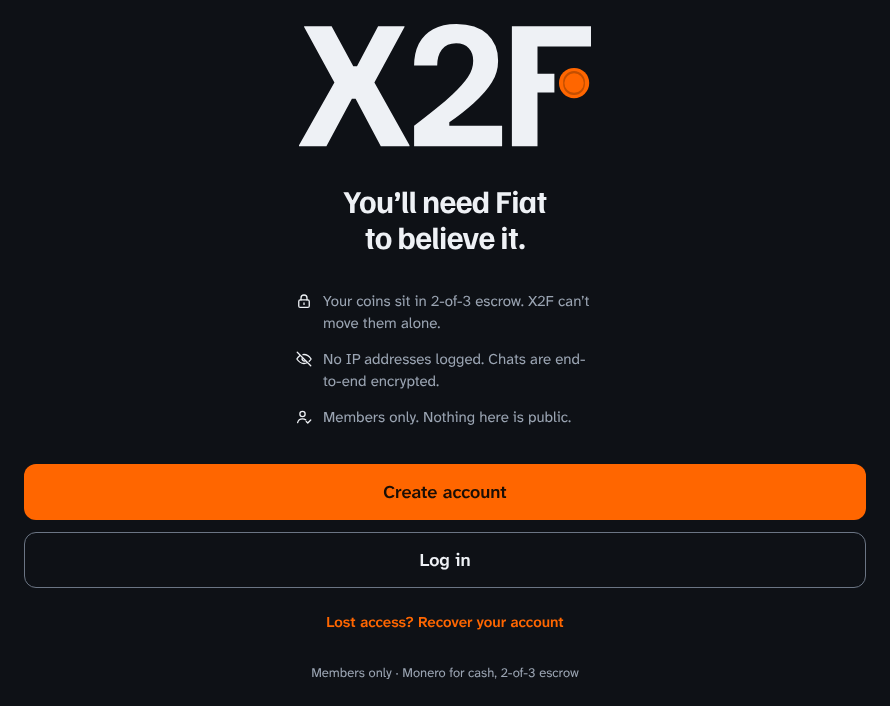 X2F
You’ll need Fiat
to believe it.
Your coins sit in 2-of-3 escrow. X2F can’t
move them alone.
No IP addresses logged. Chats are end-
to-end encrypted.
Members only. Nothing here is public.
Create account
Log in
Lost access? Recover your account
Members only · Monero for cash, 2-of-3 escrow